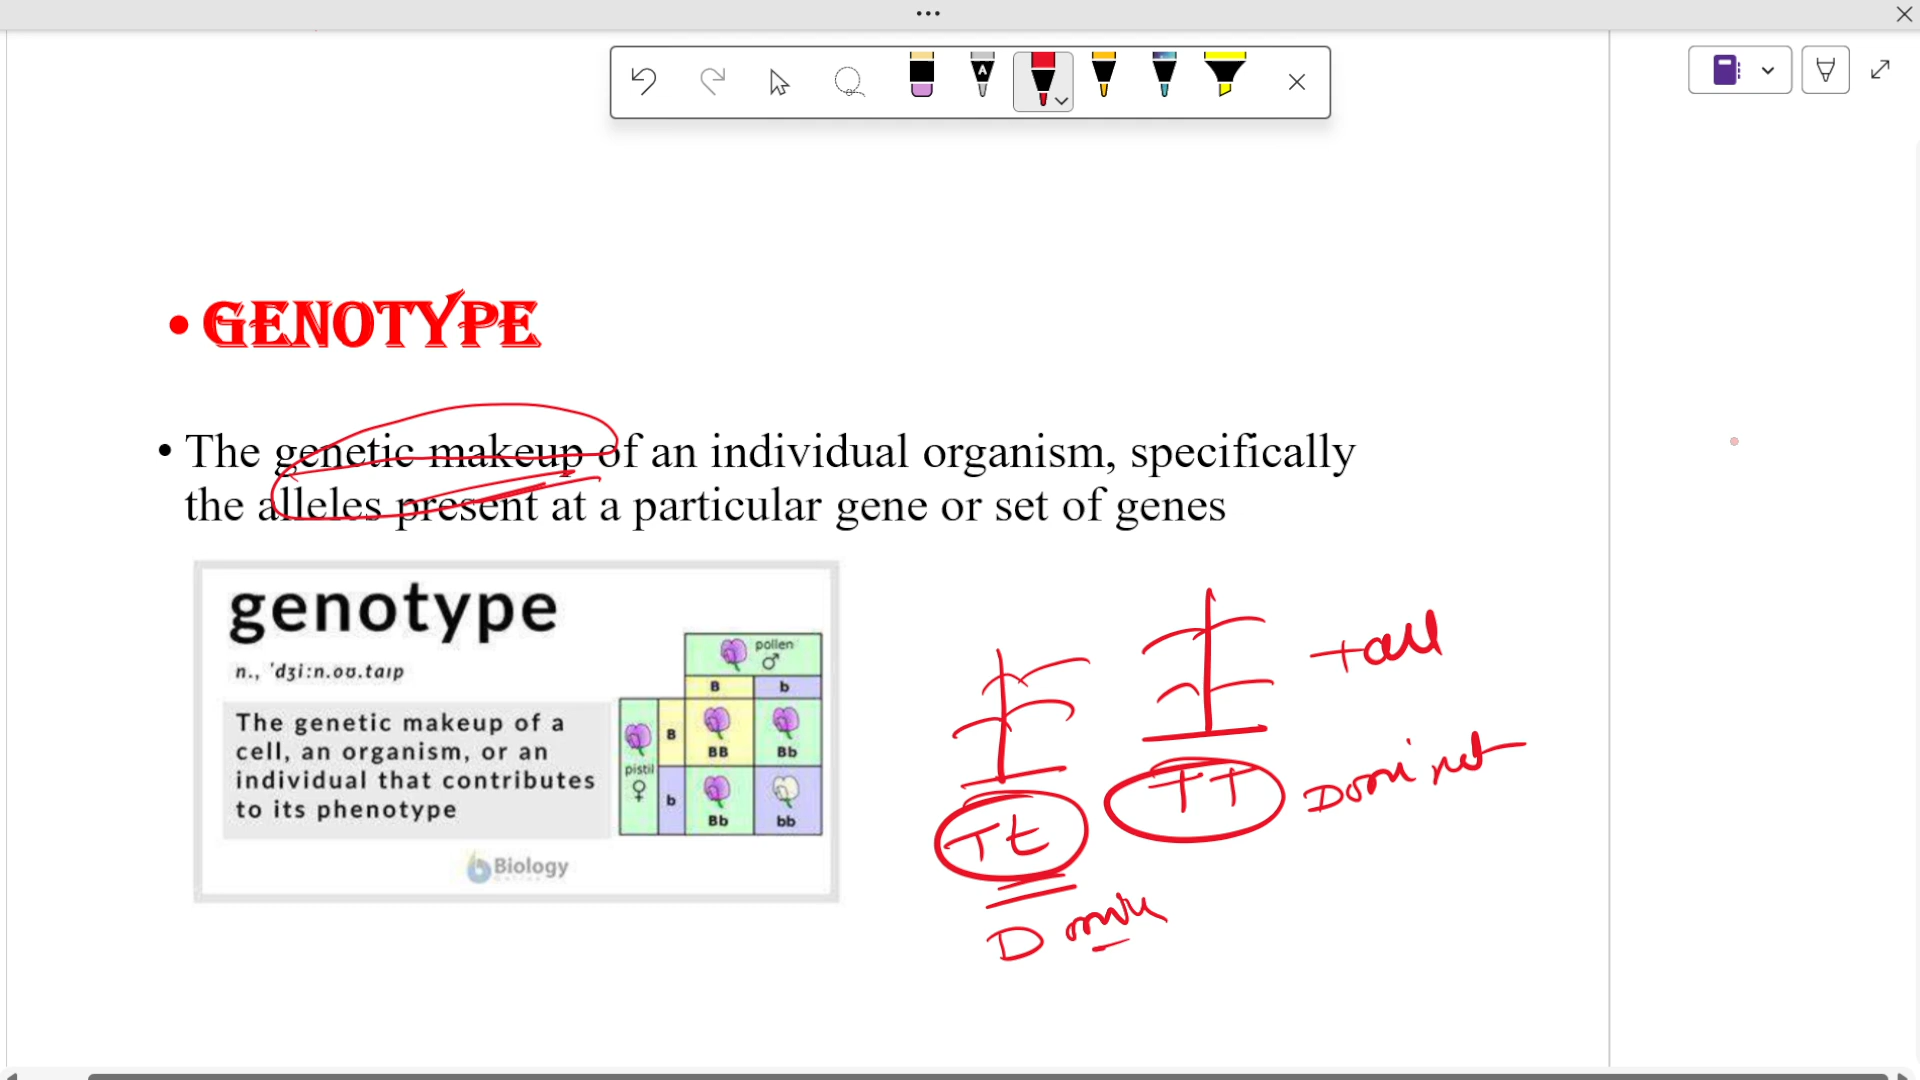 • GENOTYPE
• The genetic makeup of an individual organism, specifically
the alleles present at a particular gene or set of genes
genotype
n., ˈdʒiːn.oʊ.taɪp
The genetic makeup of a
cell, an organism, or an
individual that contributes
to its phenotype
pollen
♂
B b
pistil
♀
B
BB Bb
b
Bb bb
Biology
tall
TT Dominet
Tt
D